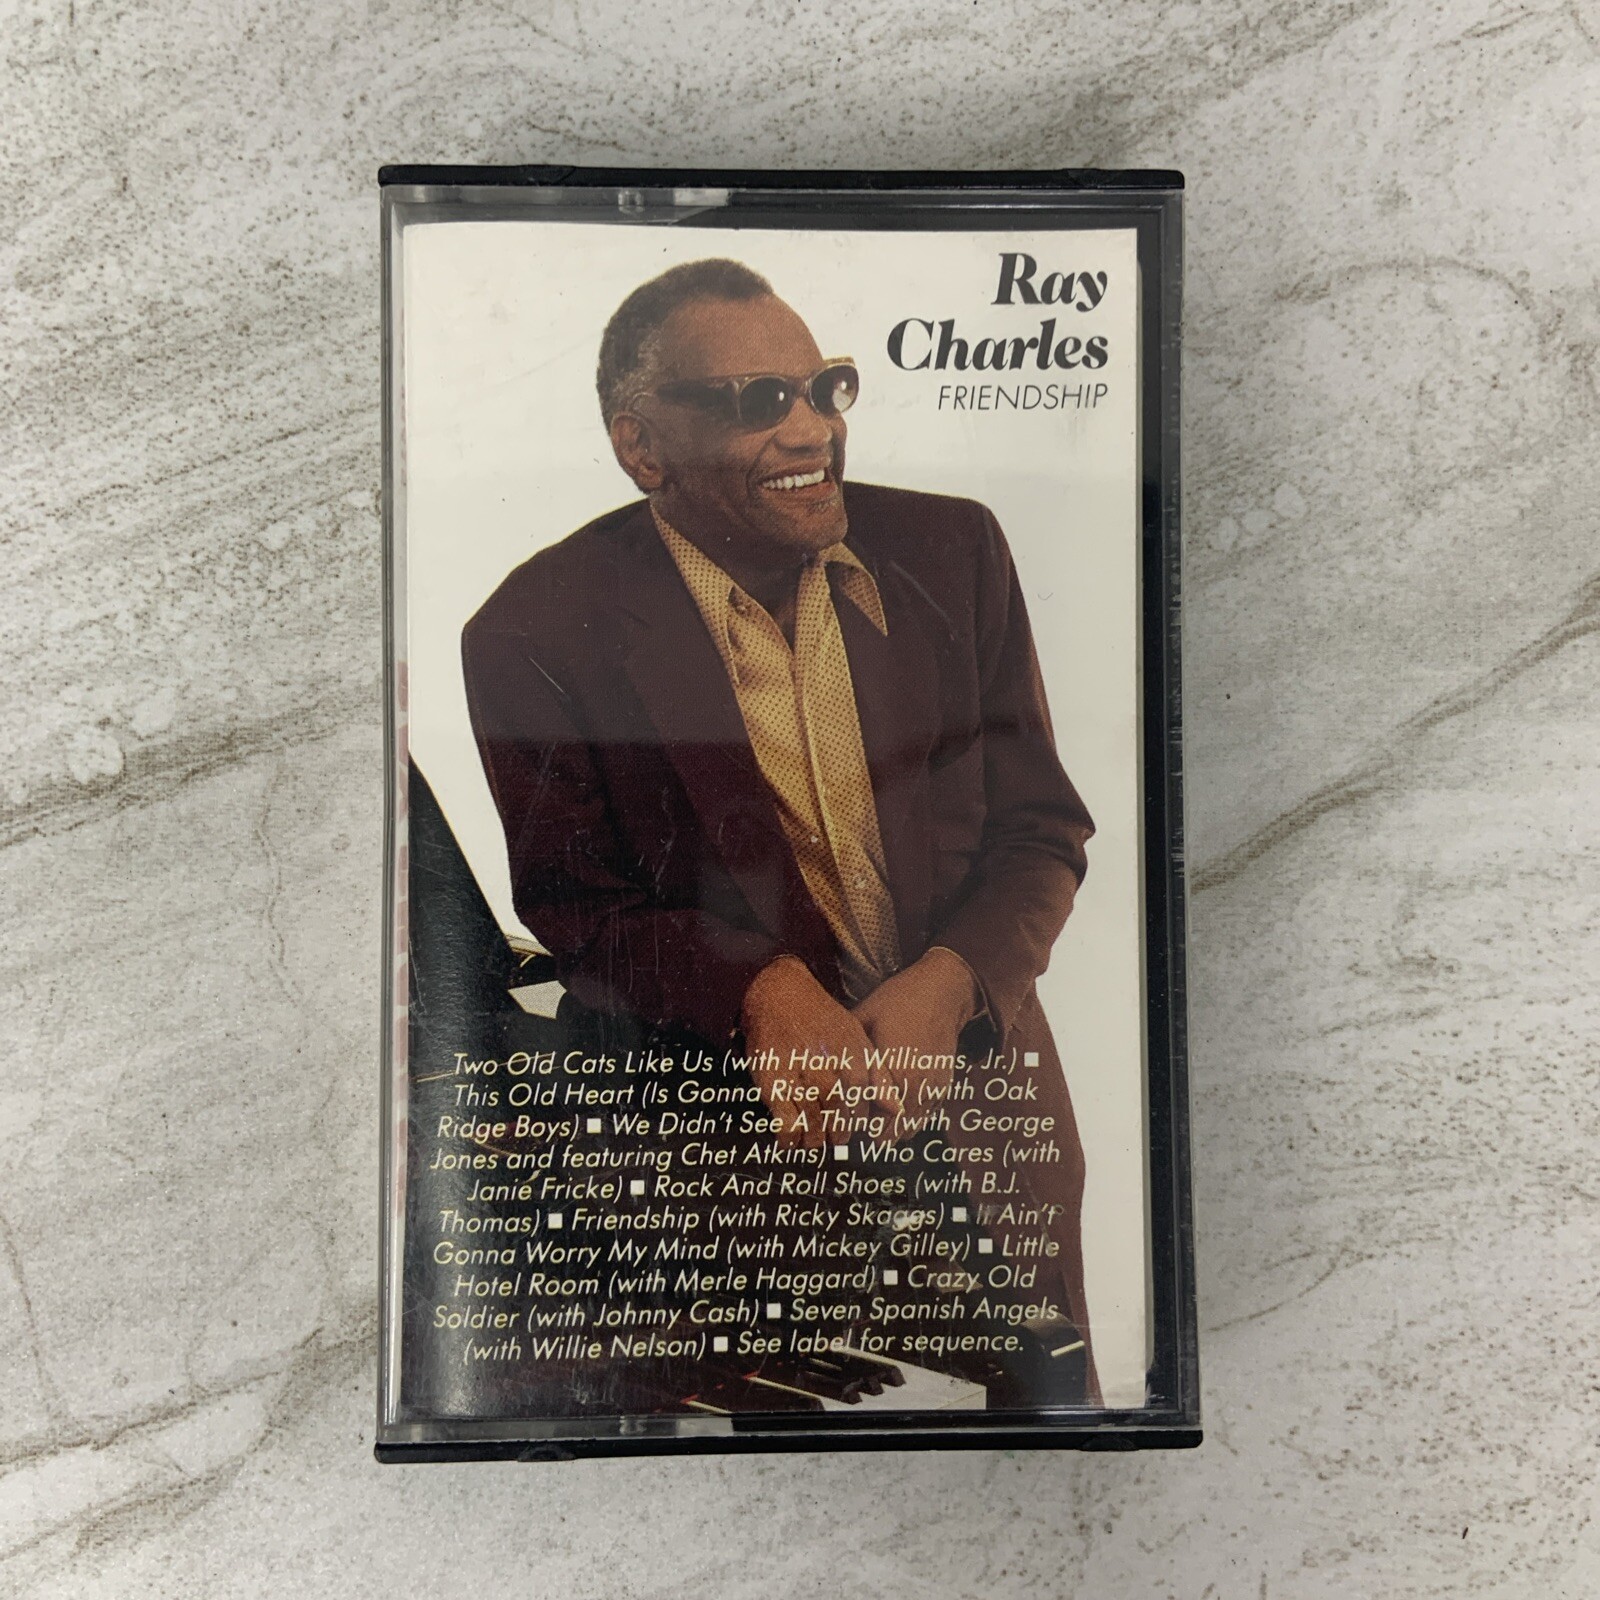 Ray
Charles
FRIENDSHIP
Two Old Cats Like Us (with Hank Williams, Jr.) ■
This Old Heart (Is Gonna Rise Again) (with Oak
Ridge Boys) ■ We Didn't See A Thing (with George
Jones and featuring Chet Atkins) ■ Who Cares (with
Janie Fricke) ■ Rock And Roll Shoes (with B.J.
Thomas) ■ Friendship (with Ricky Skaggs) ■ It Ain't
Gonna Worry My Mind (with Mickey Gilley) ■ Little
Hotel Room (with Merle Haggard) ■ Crazy Old
Soldier (with Johnny Cash) ■ Seven Spanish Angels
(with Willie Nelson) ■ See label for sequence.